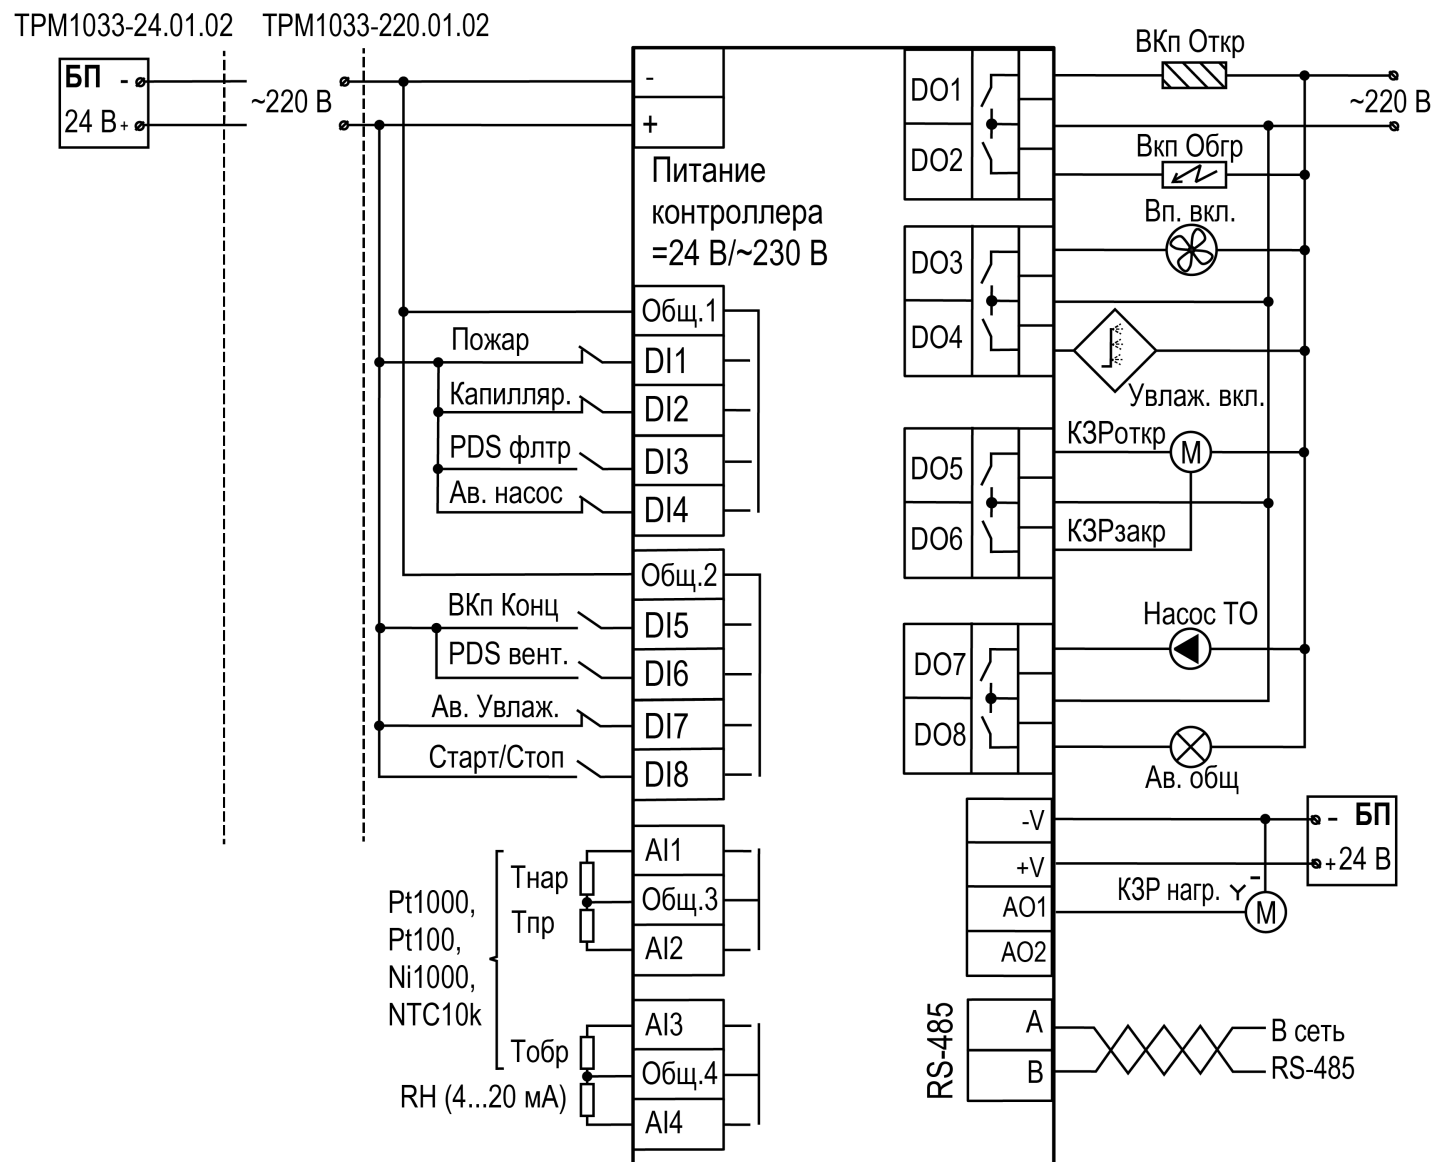 ТРМ1033-24.01.02
ТРМ1033-220.01.02
БП -
24 В +
~220 В
-
+
Питание
контроллера
=24 В/~230 В
Общ.1
Пожар
DI1
Капилляр.
DI2
PDS флтр
DI3
Ав. насос
DI4
Общ.2
ВКп Конц
DI5
PDS вент.
DI6
Ав. Увлаж.
DI7
Старт/Стоп
DI8
AI1
Тнар
Общ.3
Тпр
AI2
Pt1000,
Pt100,
Ni1000,
NTC10k
AI3
Тобр
Общ.4
RH (4...20 мА)
AI4
DO1
ВКп Откр
~220 В
DO2
Вкп Обгр
DO3
Вп. вкл.
DO4
Увлаж. вкл.
DO5
КЗРоткр
М
DO6
КЗРзакр
DO7
Насос ТО
DO8
Ав. общ
-V
- БП
+V
+ 24 В
AO1
КЗР нагр. Y -
М
AO2
RS-485
A
B
В сеть
RS-485